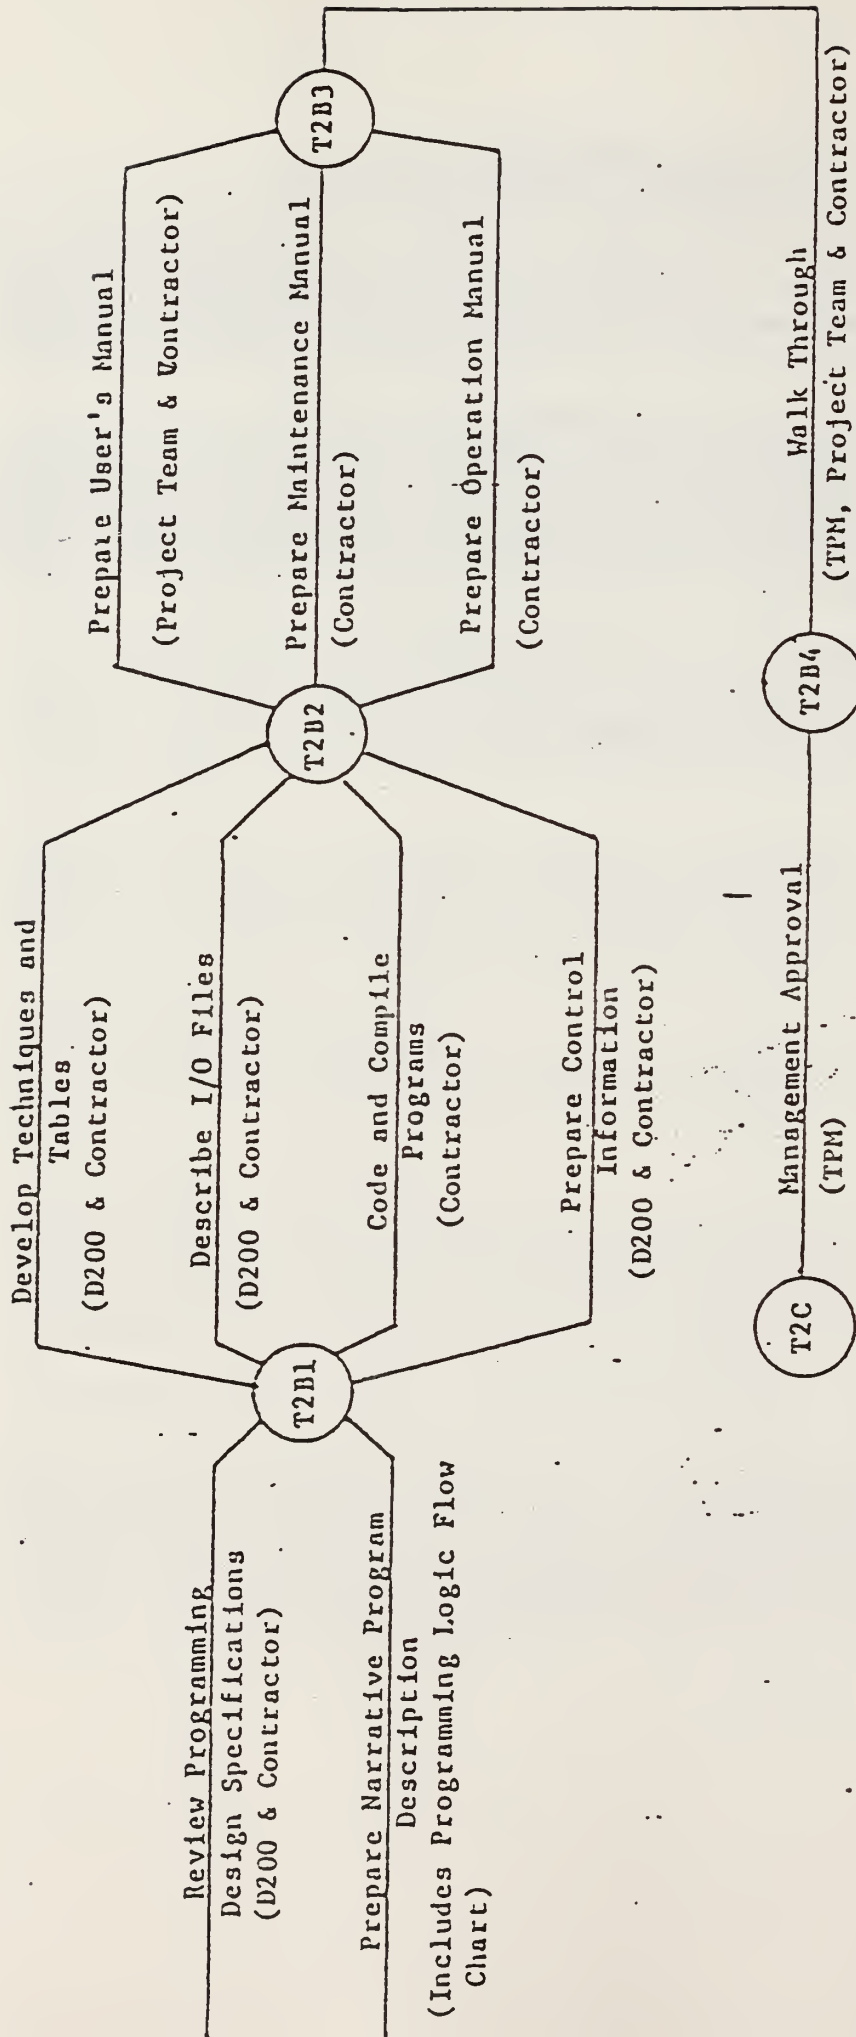 Review Programming
Design Specifications
(D200 & Contractor)
Prepare Narrative Program
Description
(Includes Programming Logic Flow
Chart)
T2B1
Develop Techniques and
Tables
(D200 & Contractor)
Describe I/O Files
(D200 & Contractor)
Code and Compile
Programs
(Contractor)
Prepare Control
Information
(D200 & Contractor)
T2B2
Prepare User's Manual
(Project Team & Contractor)
Prepare Maintenance Manual
(Contractor)
Prepare Operation Manual
(Contractor)
T2B3
Walk Through
(TPM, Project Team & Contractor)
T2B4
Management Approval
(TPM)
T2C